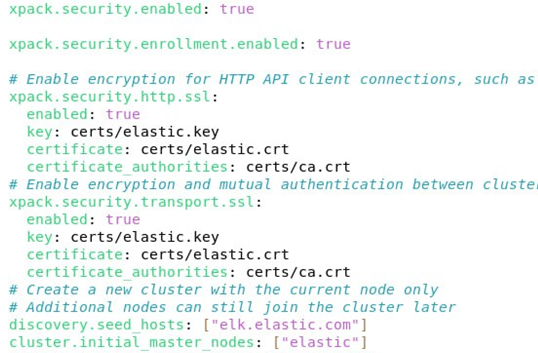 xpack.security.enabled: true
xpack.security.enrollment.enabled: true
# Enable encryption for HTTP API client connections, such as
xpack.security.http.ssl:
  enabled: true
  key: certs/elastic.key
  certificate: certs/elastic.crt
  certificate_authorities: certs/ca.crt
# Enable encryption and mutual authentication between cluster
xpack.security.transport.ssl:
  enabled: true
  key: certs/elastic.key
  certificate: certs/elastic.crt
  certificate_authorities: certs/ca.crt
# Create a new cluster with the current node only
# Additional nodes can still join the cluster later
discovery.seed_hosts: ["elk.elastic.com"]
cluster.initial_master_nodes: ["elastic"]